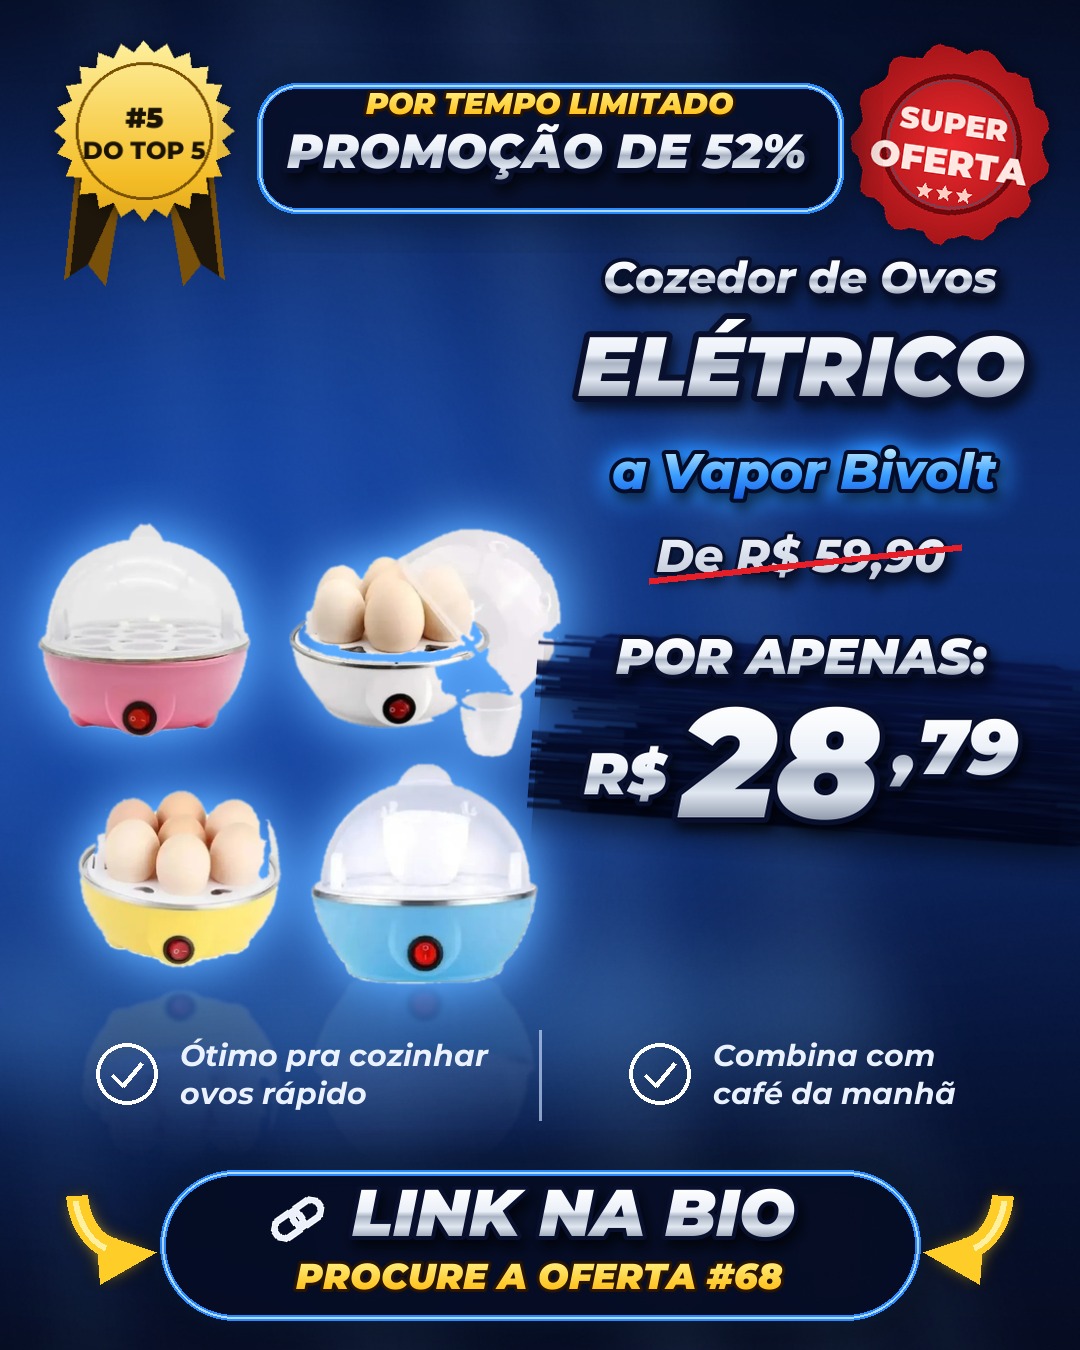 #5
DO TOP 5
POR TEMPO LIMITADO
PROMOÇÃO DE 52%
SUPER
OFERTA
Cozedor de Ovos
ELÉTRICO
a Vapor Bivolt
De R$ 59,90
POR APENAS:
R$ 28,79
Ótimo pra cozinhar
ovos rápido
Combina com
café da manhã
LINK NA BIO
PROCURE A OFERTA #68